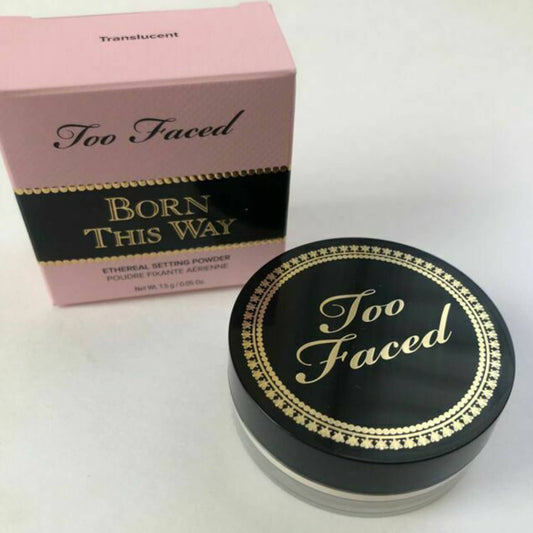 Translucent
Too Faced
BORN
THIS WAY
ETHEREAL SETTING POWDER
POUDRE FIXANTE AÉRIENNE
Net Wt. 1.5 g / 0.05 Oz.
Too
Faced